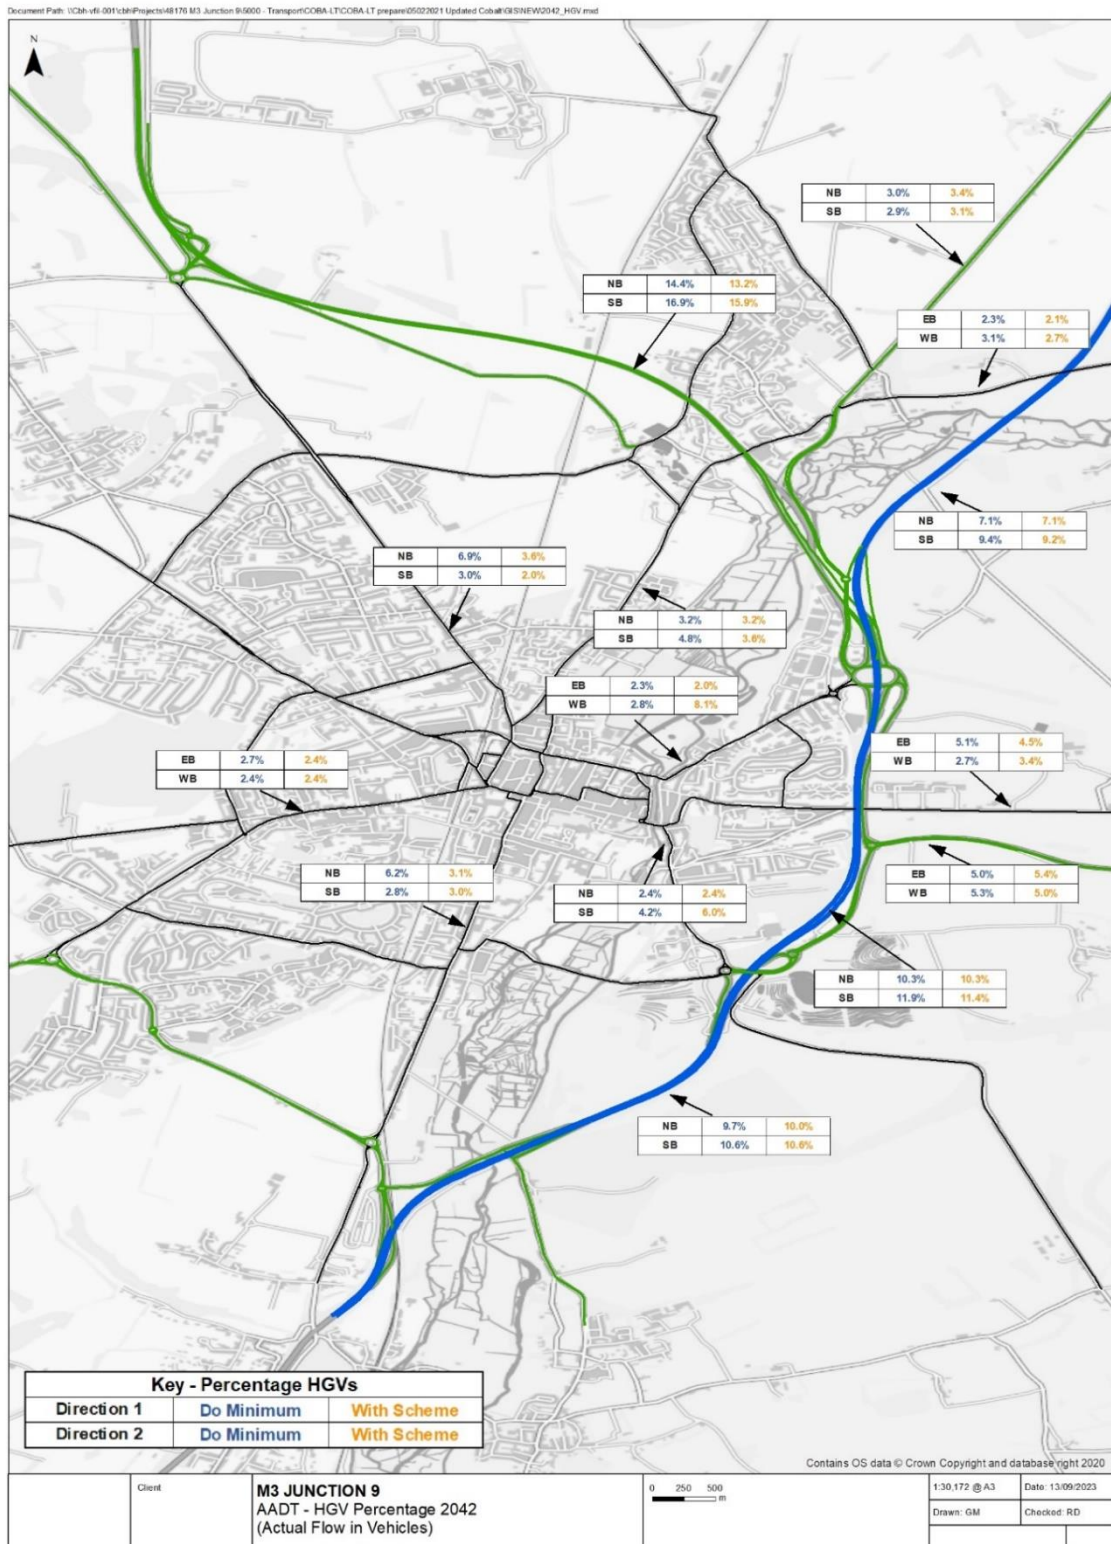 Document Path: \\Cbh-vfil-001\cbh\Projects\48176 M3 Junction 9\5000 - Transport\COBA-LT\COBA-LT prepare\05022021 Updated Cobalt\GIS\NEW\2042_HGV.mxd
N
NB 3.0% 3.4%
SB 2.9% 3.1%
NB 14.4% 13.2%
SB 16.9% 15.9%
EB 2.3% 2.1%
WB 3.1% 2.7%
NB 7.1% 7.1%
SB 9.4% 9.2%
NB 6.9% 3.6%
SB 3.0% 2.0%
NB 3.2% 3.2%
SB 4.8% 3.6%
EB 2.3% 2.0%
WB 2.8% 8.1%
EB 5.1% 4.5%
WB 2.7% 3.4%
EB 2.7% 2.4%
WB 2.4% 2.4%
NB 6.2% 3.1%
SB 2.8% 3.0%
NB 2.4% 2.4%
SB 4.2% 6.0%
EB 5.0% 5.4%
WB 5.3% 5.0%
NB 10.3% 10.3%
SB 11.9% 11.4%
NB 9.7% 10.0%
SB 10.6% 10.6%
Key - Percentage HGVs
Direction 1 Do Minimum With Scheme
Direction 2 Do Minimum With Scheme
Contains OS data © Crown Copyright and database right 2020
Client
M3 JUNCTION 9
AADT - HGV Percentage 2042
(Actual Flow in Vehicles)
0 250 500
m
1:30,172 @ A3 Date: 13/09/2023
Drawn: GM Checked: RD